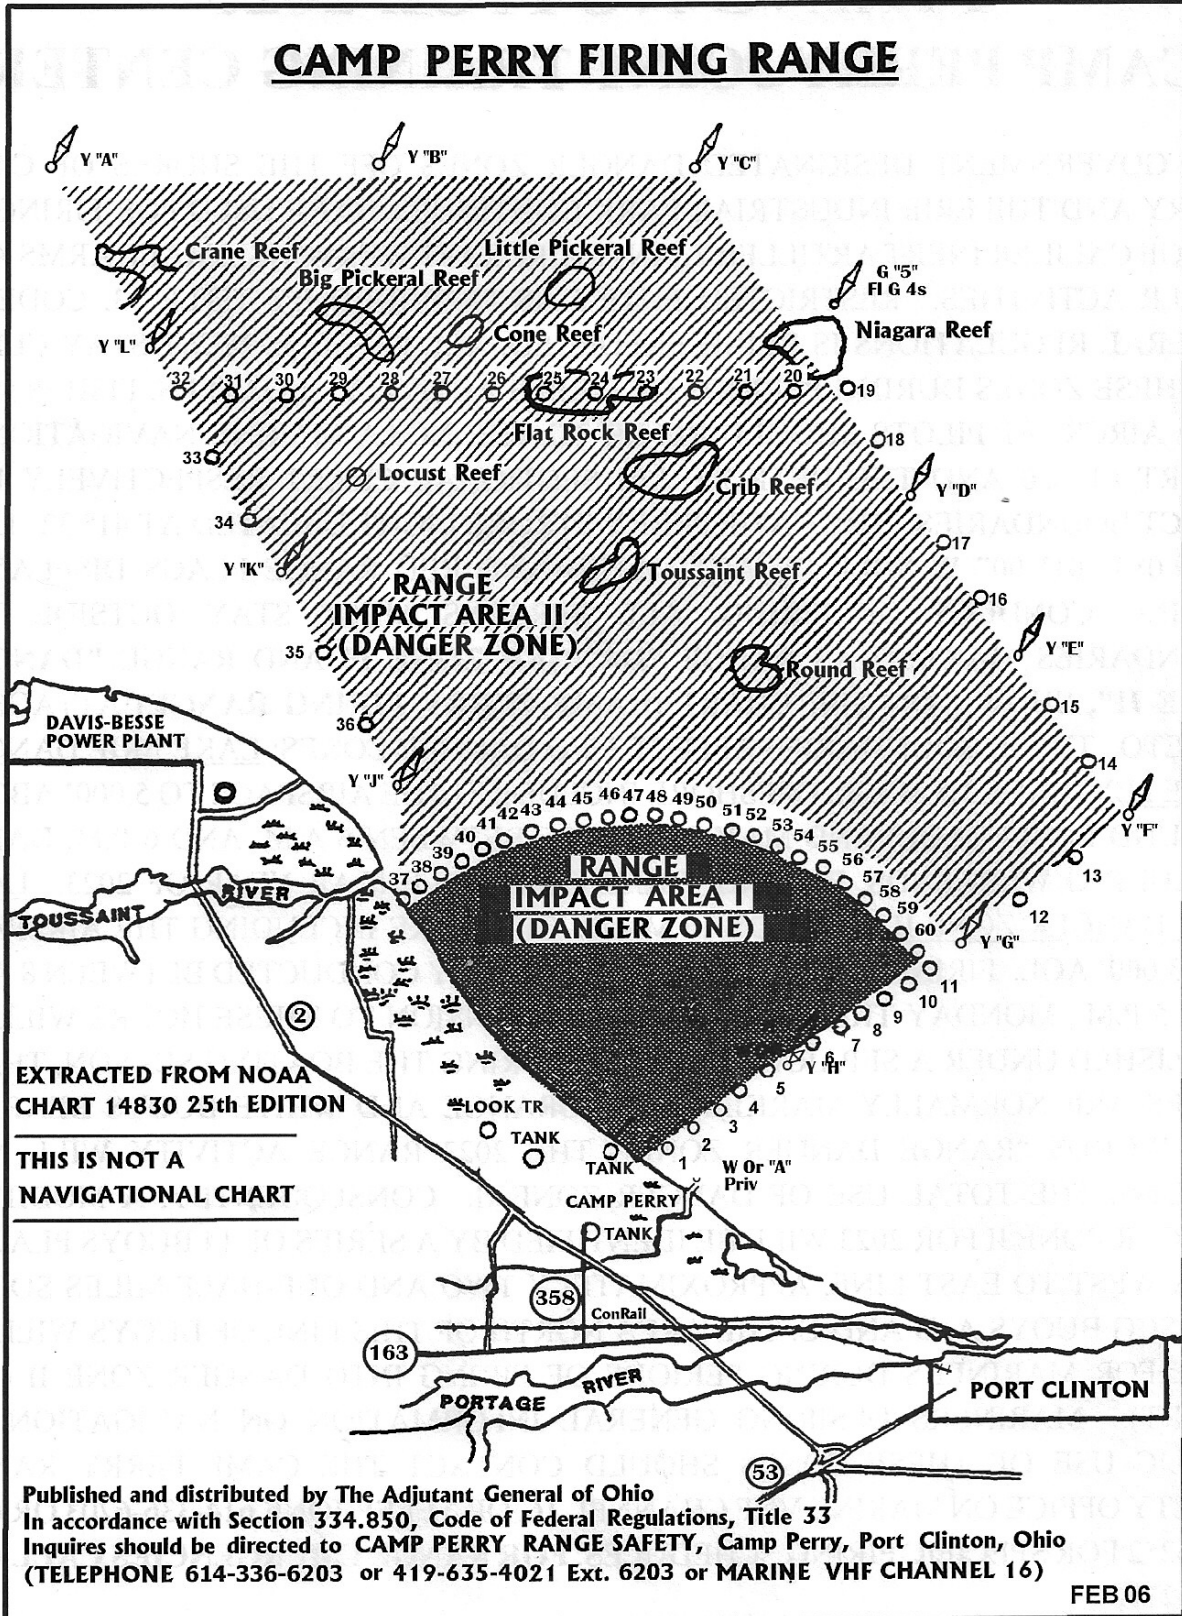 CAMP PERRY FIRING RANGE
Y "A"
Y "B"
Y "C"
Crane Reef
Little Pickeral Reef
Big Pickeral Reef
G "5"
Fl G 4s
Cone Reef
Niagara Reef
Y "L"
32 31 30 29 28 27 26 25 24 23 22 21 20 19
Flat Rock Reef
18
33
Locust Reef
Crib Reef
Y "D"
34
17
Y "K"
Toussaint Reef
RANGE
IMPACT AREA II
(DANGER ZONE)
16
35
Y "E"
Round Reef
15
36
DAVIS-BESSE
POWER PLANT
14
Y "J"
Y "F"
37 38 39 40 41 42 43 44 45 46 47 48 49 50 51 52 53 54 55 56 57 58 59 60
13
RANGE
IMPACT AREA I
(DANGER ZONE)
12
TOUSSAINT RIVER
Y "G"
11
10
9
8
7
6
Y "H"
5
4
3
2
1
2
EXTRACTED FROM NOAA
CHART 14830 25th EDITION
THIS IS NOT A
NAVIGATIONAL CHART
LOOK TR
TANK
TANK
W Or "A"
Priv
CAMP PERRY
TANK
358
ConRail
163
PORTAGE RIVER
PORT CLINTON
53
Published and distributed by The Adjutant General of Ohio
In accordance with Section 334.850, Code of Federal Regulations, Title 33
Inquires should be directed to CAMP PERRY RANGE SAFETY, Camp Perry, Port Clinton, Ohio
(TELEPHONE 614-336-6203 or 419-635-4021 Ext. 6203 or MARINE VHF CHANNEL 16)
FEB 06